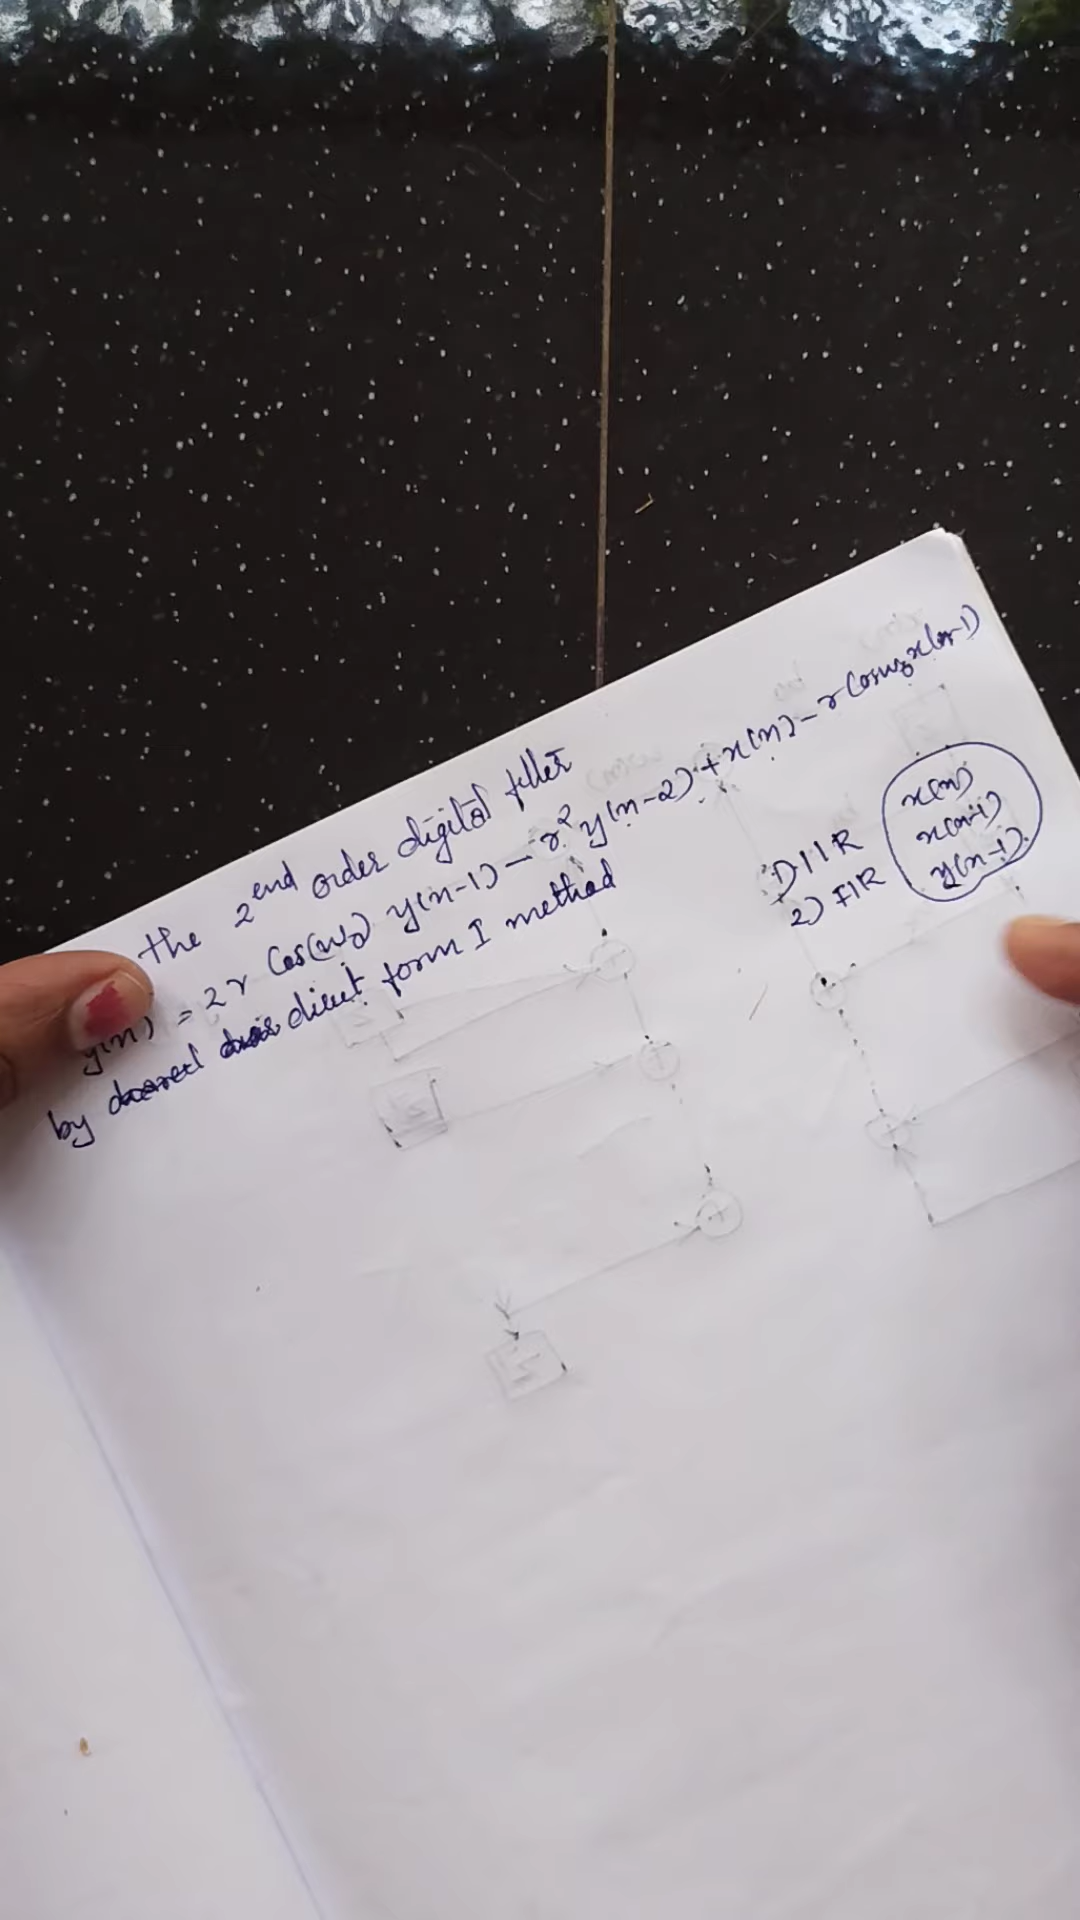 the 2end order digital filter
y(n) = 2r Cos(ω0) y(n-1) - r² y(n-2) + x(n) - r Cosω0 x(n-1)
by direct form I method
1) IIR
2) FIR
x(n)
x(n-1)
y(n-1)